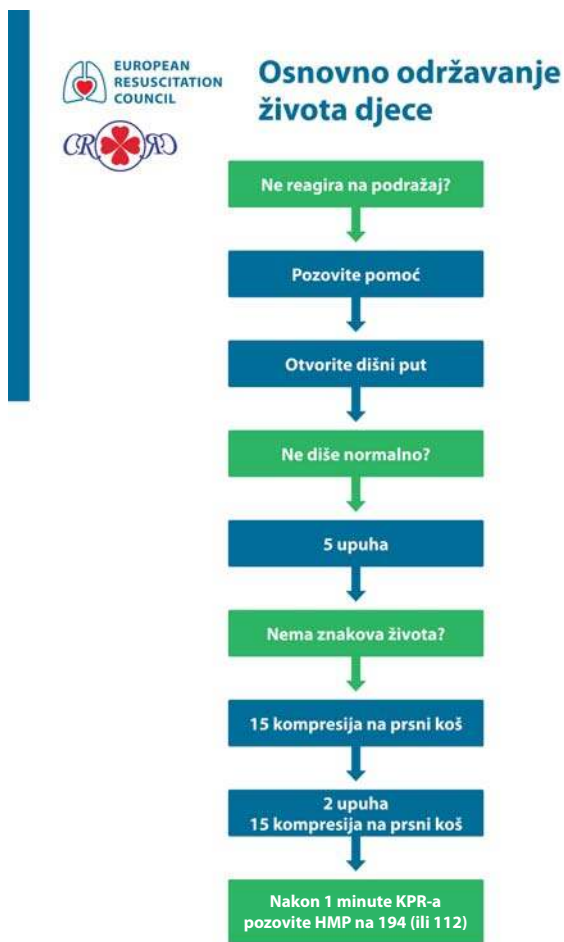 EUROPEAN
RESUSCITATION
COUNCIL
Osnovno održavanje
života djece
Ne reagira na podražaj?
Pozovite pomoć
Otvorite dišni put
Ne diše normalno?
5 upuha
Nema znakova života?
15 kompresija na prsni koš
2 upuha
15 kompresija na prsni koš
Nakon 1 minute KPR-a
pozovite HMP na 194 (ili 112)